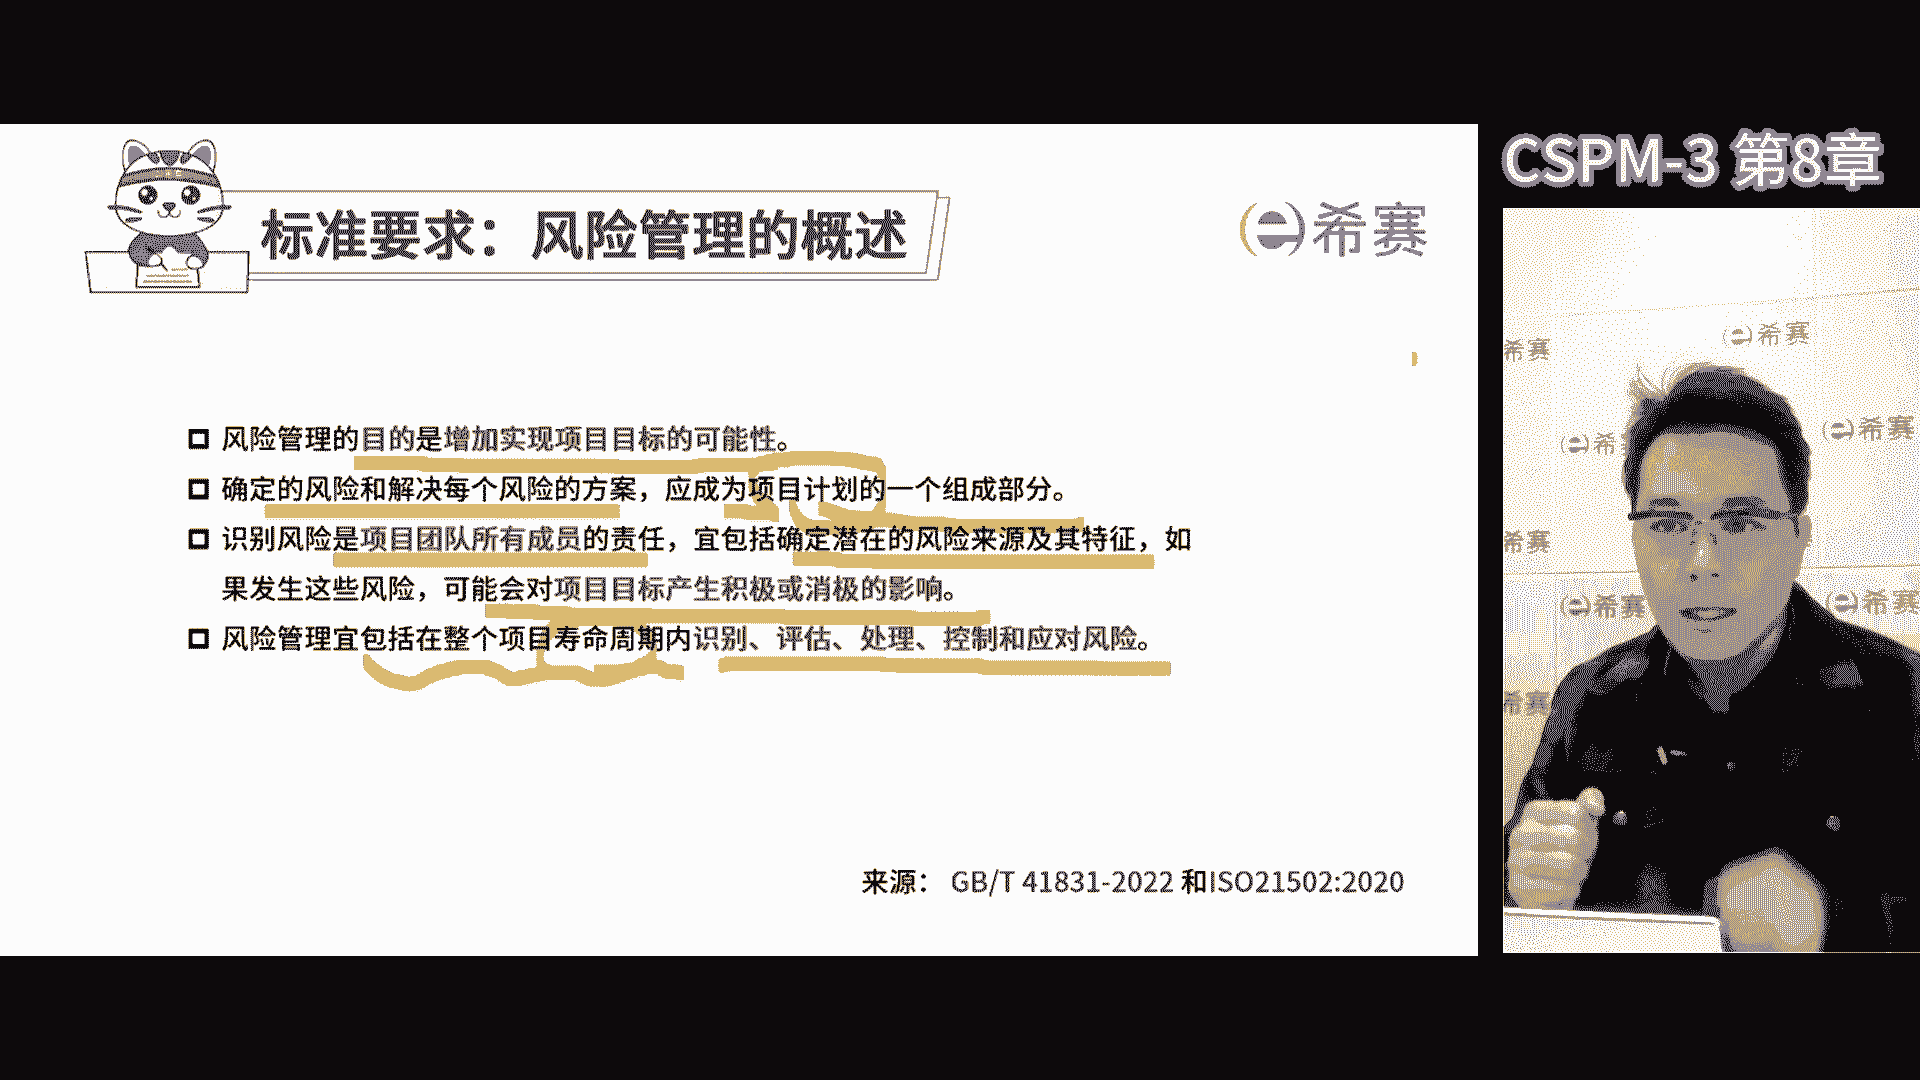 CSPM-3 第8章
标准要求：风险管理的概述
希赛
风险管理的目的是增加实现项目目标的可能性。
确定的风险和解决每个风险的方案，应成为项目计划的一个组成部分。
识别风险是项目团队所有成员的责任，宜包括确定潜在的风险来源及其特征，如
果发生这些风险，可能会对项目目标产生积极或消极的影响。
风险管理宜包括在整个项目寿命周期内识别、评估、处理、控制和应对风险。
来源： GB/T 41831-2022 和ISO21502:2020
希赛
希赛
希赛
希赛
希赛
希赛
希赛
希赛